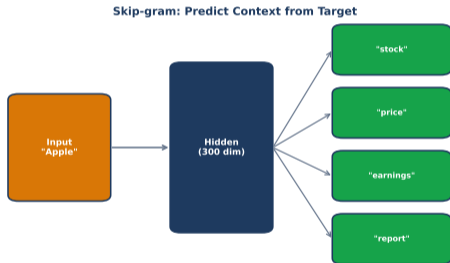 Skip-gram: Predict Context from Target
Input
"Apple"
Hidden
(300 dim)
"stock"
"price"
"earnings"
"report"